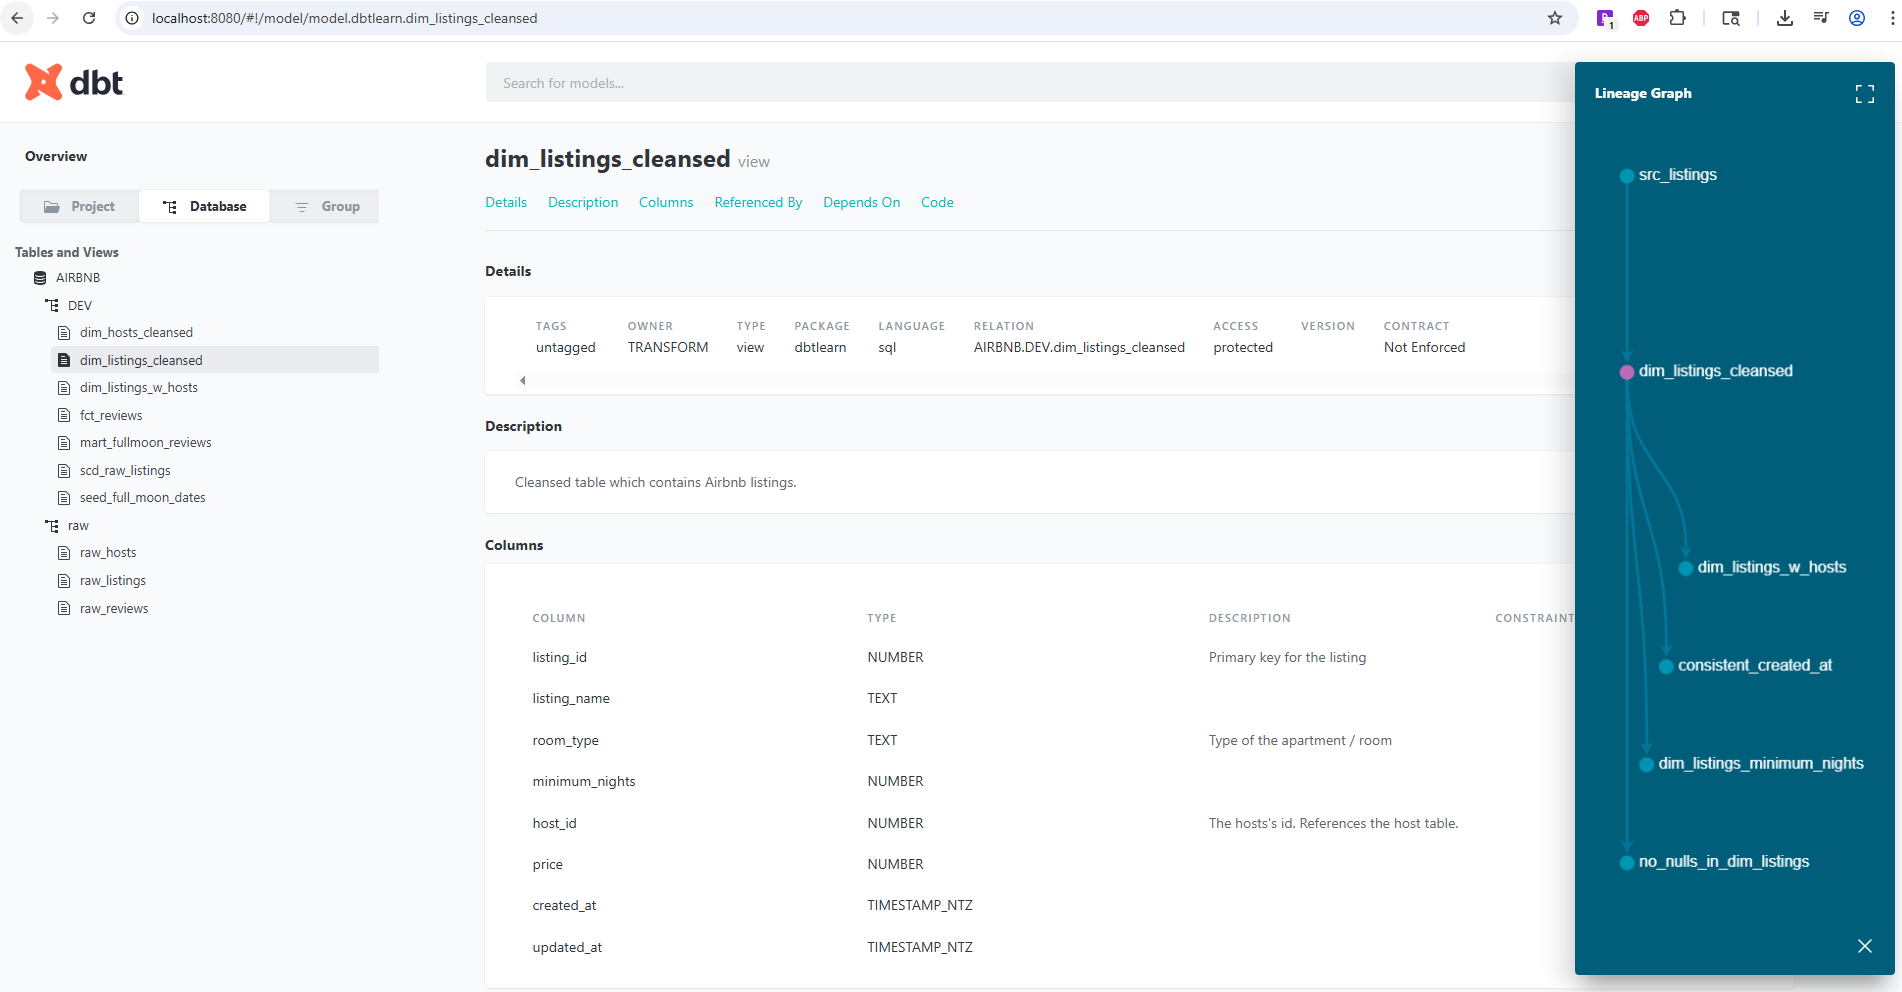 localhost:8080/#!/model/model.dbtlearn.dim_listings_cleansed
1
ABP
dbt
Search for models...
Overview
Project Database Group
Tables and Views
AIRBNB
DEV
dim_hosts_cleansed
dim_listings_cleansed
dim_listings_w_hosts
fct_reviews
mart_fullmoon_reviews
scd_raw_listings
seed_full_moon_dates
raw
raw_hosts
raw_listings
raw_reviews
dim_listings_cleansed view
Details Description Columns Referenced By Depends On Code
Details
TAGS OWNER TYPE PACKAGE LANGUAGE RELATION ACCESS VERSION CONTRACT
untagged TRANSFORM view dbtlearn sql AIRBNB.DEV.dim_listings_cleansed protected Not Enforced
Description
Cleansed table which contains Airbnb listings.
Columns
COLUMN TYPE DESCRIPTION CONSTRAINT
listing_id NUMBER Primary key for the listing
listing_name TEXT
room_type TEXT Type of the apartment / room
minimum_nights NUMBER
host_id NUMBER The hosts's id. References the host table.
price NUMBER
created_at TIMESTAMP_NTZ
updated_at TIMESTAMP_NTZ
Lineage Graph
src_listings
dim_listings_cleansed
dim_listings_w_hosts
consistent_created_at
dim_listings_minimum_nights
no_nulls_in_dim_listings